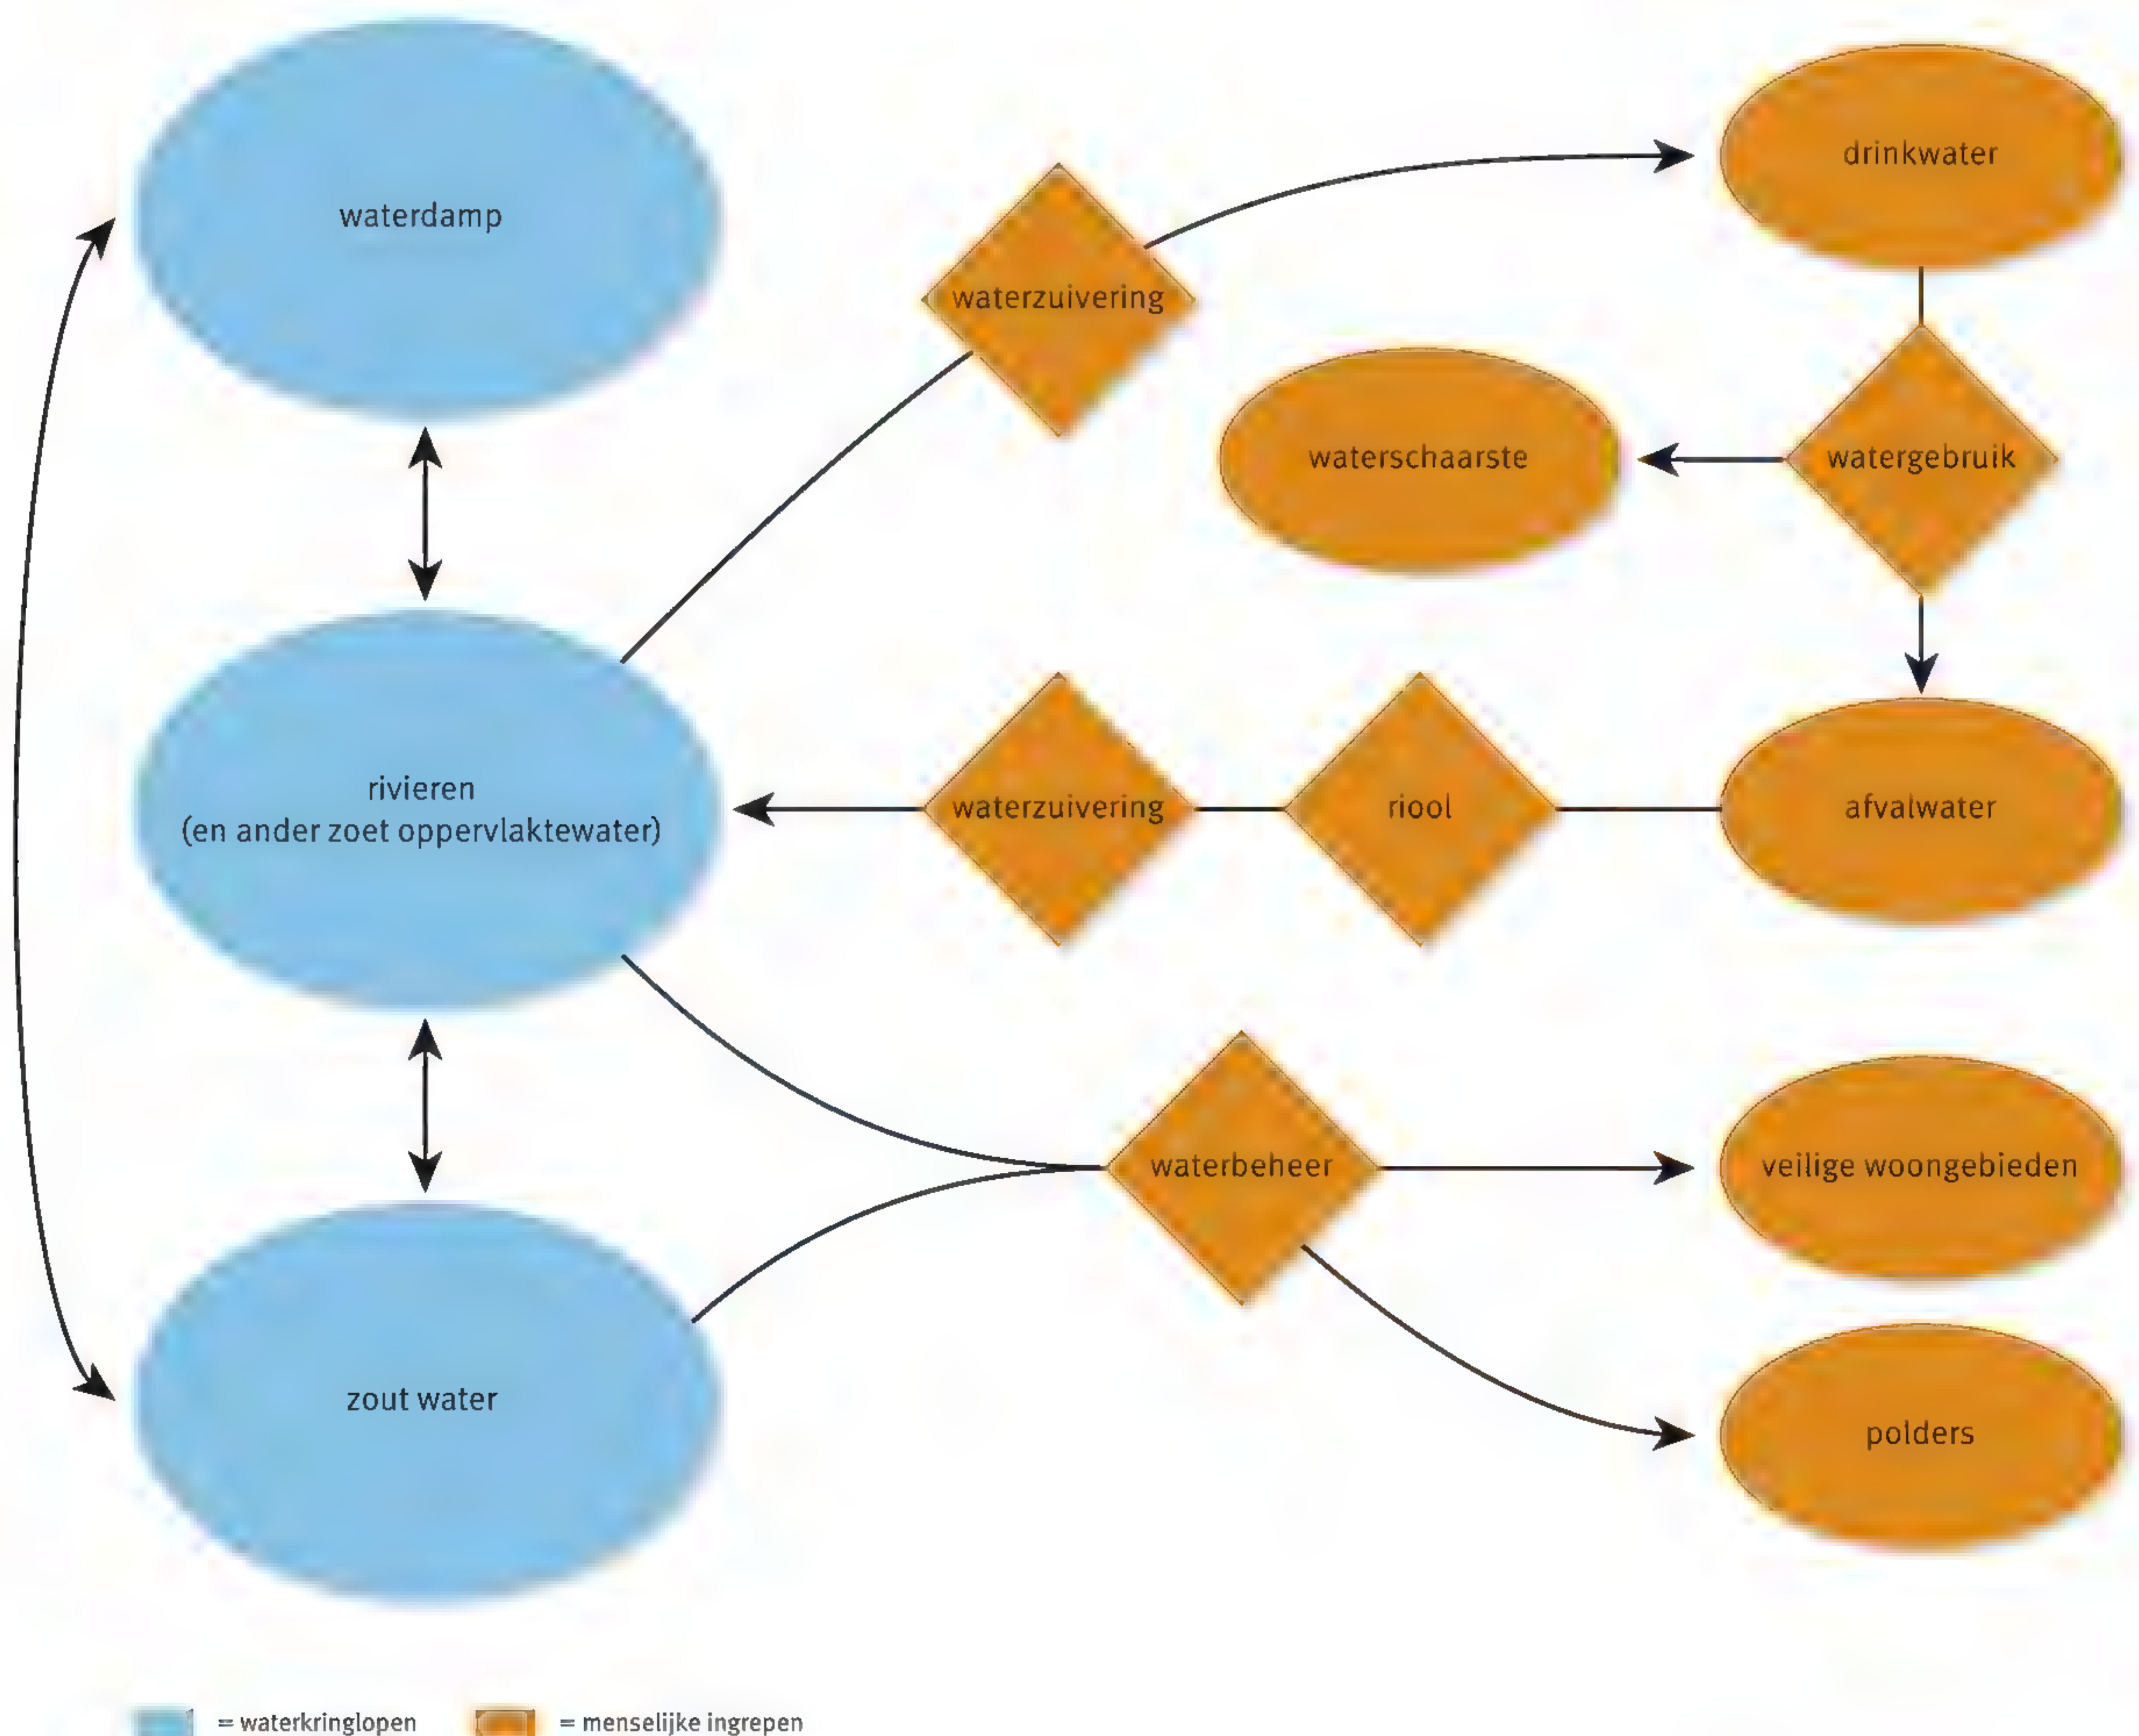 waterdamp
drinkwater
waterzuivering
waterschaarste
watergebruik
rivieren
(en ander zoet oppervlaktewater)
waterzuivering
riool
afvalwater
waterbeheer
veilige woongebieden
zout water
polders
= waterkringlopen
= menselijke ingrepen